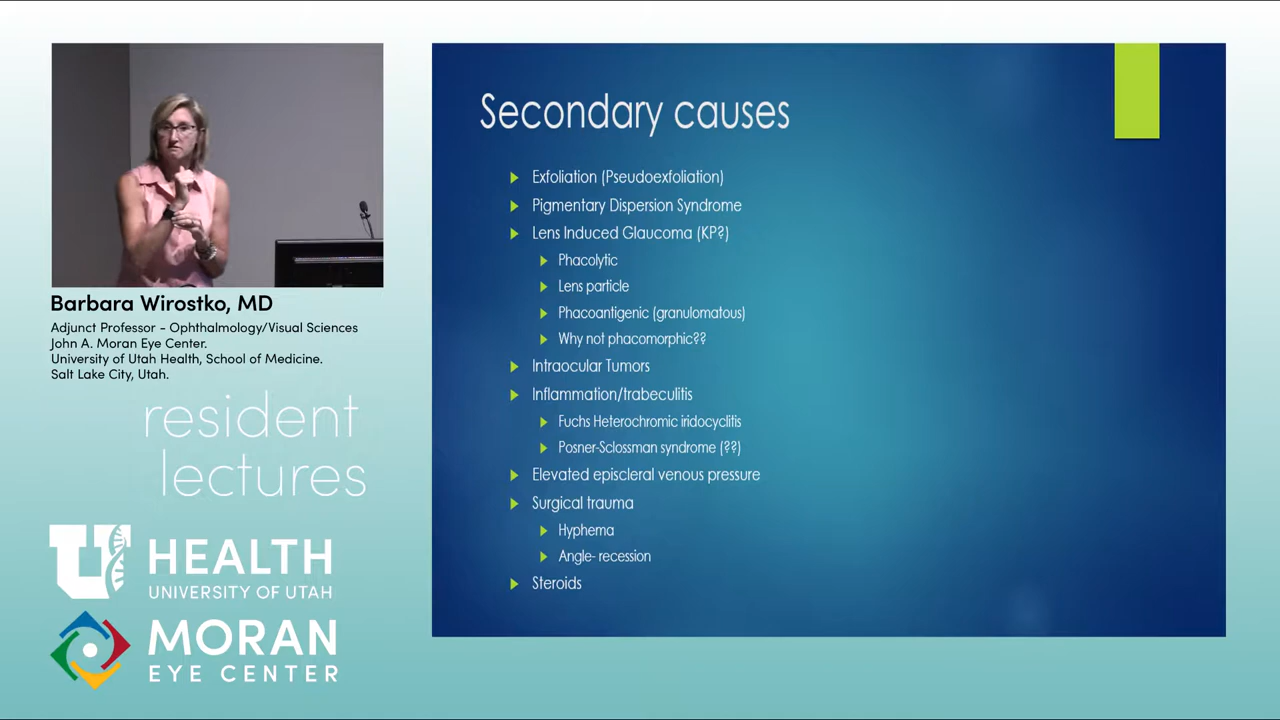 Barbara Wirostko, MD
Adjunct Professor - Ophthalmology/Visual Sciences
John A. Moran Eye Center.
University of Utah Health, School of Medicine.
Salt Lake City, Utah.
resident
lectures
U
HEALTH
UNIVERSITY OF UTAH
MORAN
EYE CENTER
Secondary causes
Exfoliation (Pseudoexfoliation)
Pigmentary Dispersion Syndrome
Lens Induced Glaucoma (KP?)
Phacolytic
Lens particle
Phacoantigenic (granulomatous)
Why not phacomorphic??
Intraocular Tumors
Inflammation/trabeculitis
Fuchs Heterochromic iridocyclitis
Posner-Sclossman syndrome (??)
Elevated episcleral venous pressure
Surgical trauma
Hyphema
Angle- recession
Steroids